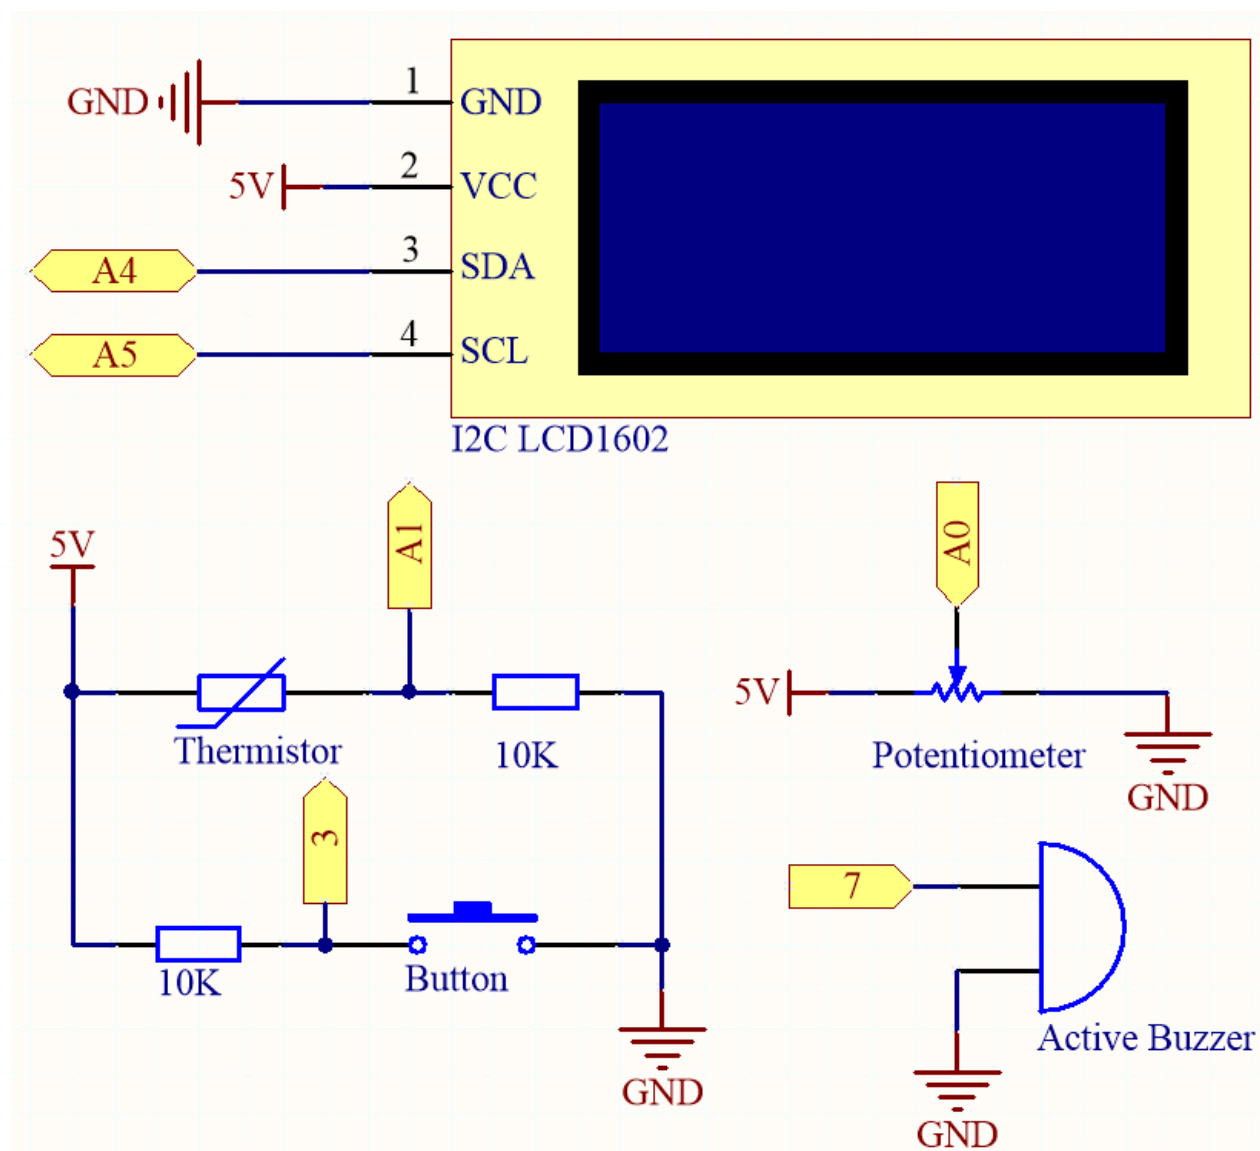 GND
1
GND
5V
2
VCC
A4
3
SDA
A5
4
SCL
I2C LCD1602
5V
A1
A0
Thermistor
10K
5V
Potentiometer
GND
3
7
10K
Button
GND
Active Buzzer
GND